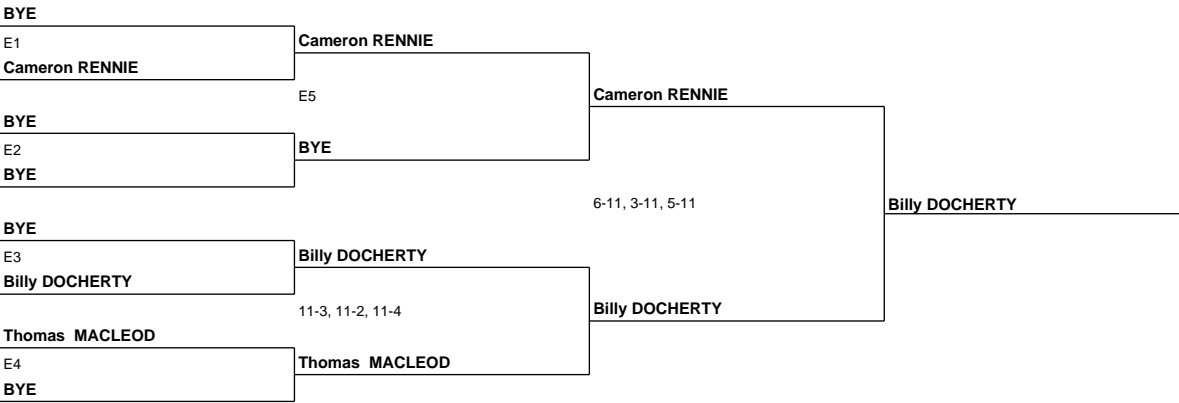 BYE
E1
Cameron RENNIE
Cameron RENNIE
E5
Cameron RENNIE
BYE
E2
BYE
BYE
6-11, 3-11, 5-11
Billy DOCHERTY
BYE
E3
Billy DOCHERTY
Billy DOCHERTY
11-3, 11-2, 11-4
Billy DOCHERTY
Thomas MACLEOD
E4
BYE
Thomas MACLEOD